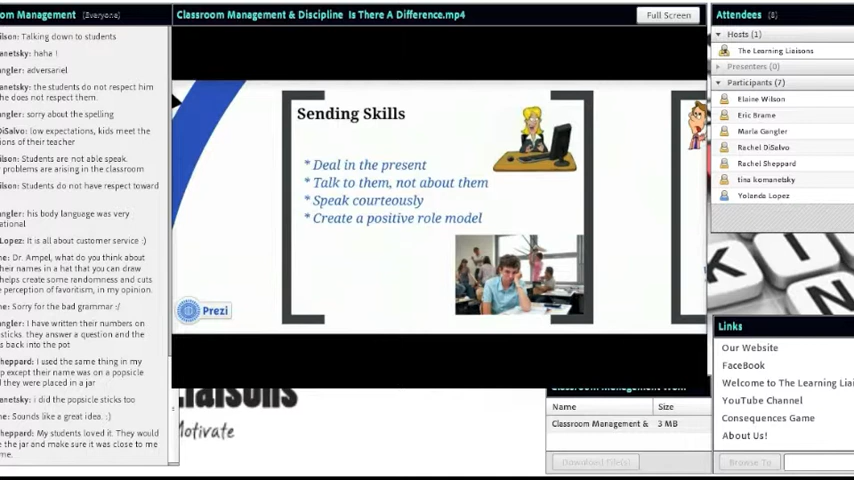 om Management (Everyone)
ilson: Talking down to students
anetsky: haha !
angler: adversariel
anetsky: the students do not respect him
he does not respect them.
angler: sorry about the spelling
DiSalvo: low expectations, kids meet the
ions of their teacher
ilson: Students are not able speak.
problems are arising in the classroom
ilson: Students do not have respect toward
angler: his body language was very
ational
Lopez: It is all about customer service :)
me: Dr. Ampel, what do you think about
their names in a hat that you can draw
helps create some randomness and cuts
perception of favoritism, in my opinion.
me: Sorry for the bad grammar :/
angler: I have written their numbers on
sticks. they answer a question and the
s back into the pot
heppard: I used the same thing in my
p except their name was on a popsicle
they were placed in a jar
anetsky: i did the popsicle sticks too
me: Sounds like a great idea. :)
heppard: My students loved it. They would
e the jar and make sure it was close to me
me.
Classroom Management & Discipline Is There A Difference.mp4
Full Screen
Sending Skills
* Deal in the present
* Talk to them, not about them
* Speak courteously
* Create a positive role model
Prezi
Liaisons
Motivate
Name Size
Classroom Management & 3 MB
Download File(s)
Attendees (8)
Hosts (1)
The Learning Liaisons
Presenters (0)
Participants (7)
Elaine Wilson
Eric Brame
Marla Gangler
Rachel DiSalvo
Rachel Sheppard
tina komanetsky
Yolanda Lopez
K I
N
Links
Our Website
FaceBook
Welcome to The Learning Liai
YouTube Channel
Consequences Game
About Us!
Browse To